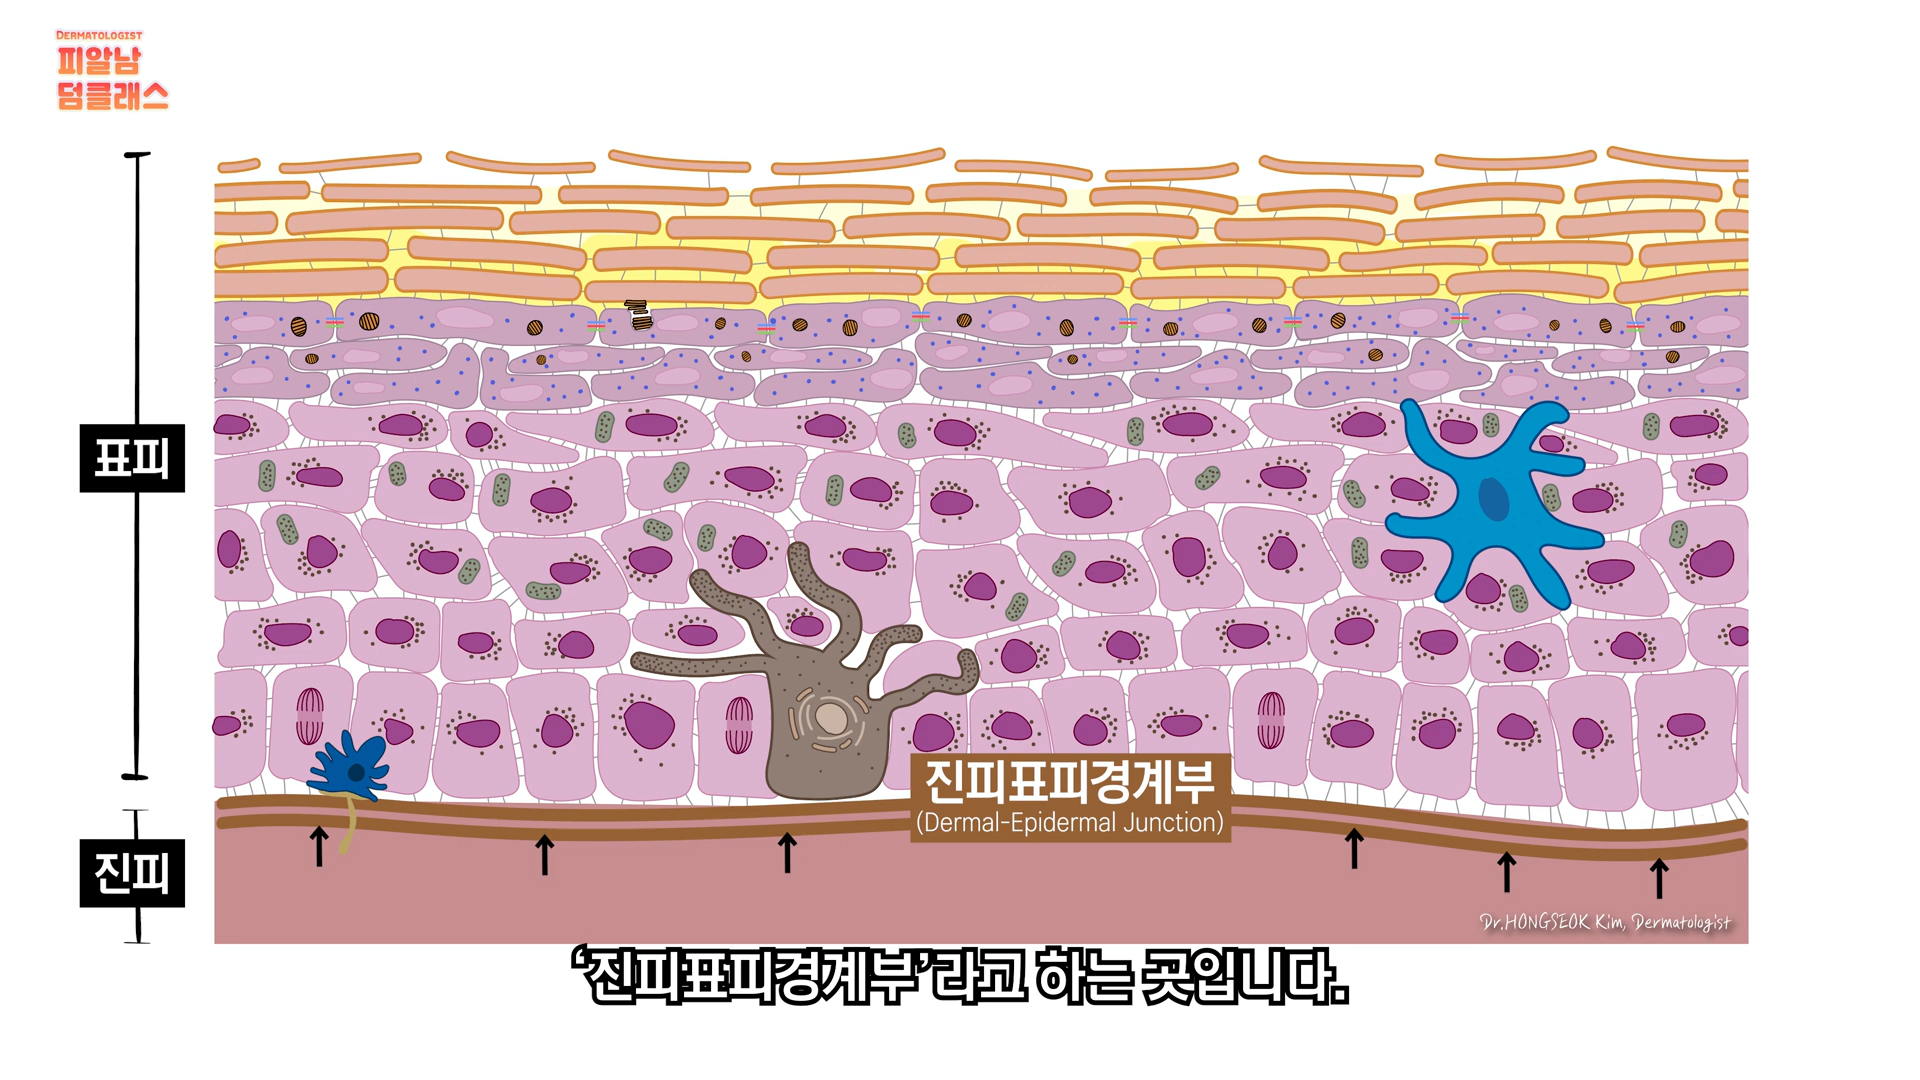 DERMATOLOGIST
피알남
덤클래스
표피
진피표피경계부
(Dermal-Epidermal Junction)
진피
Dr.HONGSEOK Kim, Dermatologist
‘진피표피경계부’라고 하는 곳입니다.